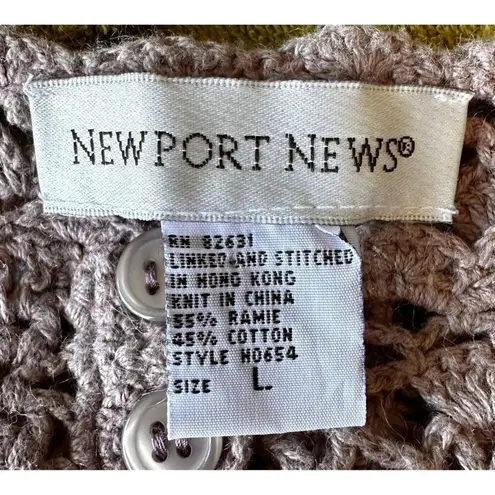 NEWPORT NEWS®
RN 82631
LINKED AND STITCHED
IN HONG KONG
KNIT IN CHINA
55% RAMIE
45% COTTON
STYLE H0654
SIZE L